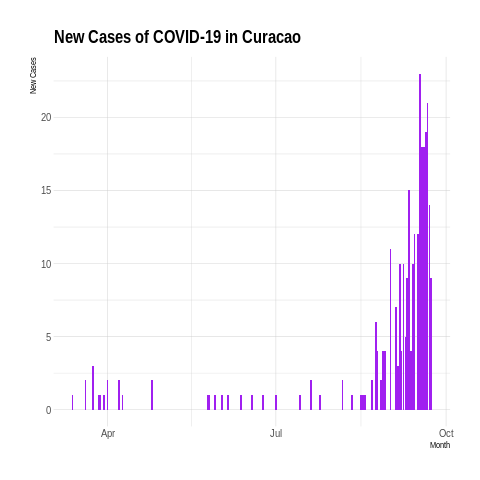 New Cases of COVID-19 in Curacao
New Cases
20
15
10
5
0
Apr
Jul
Oct
Month